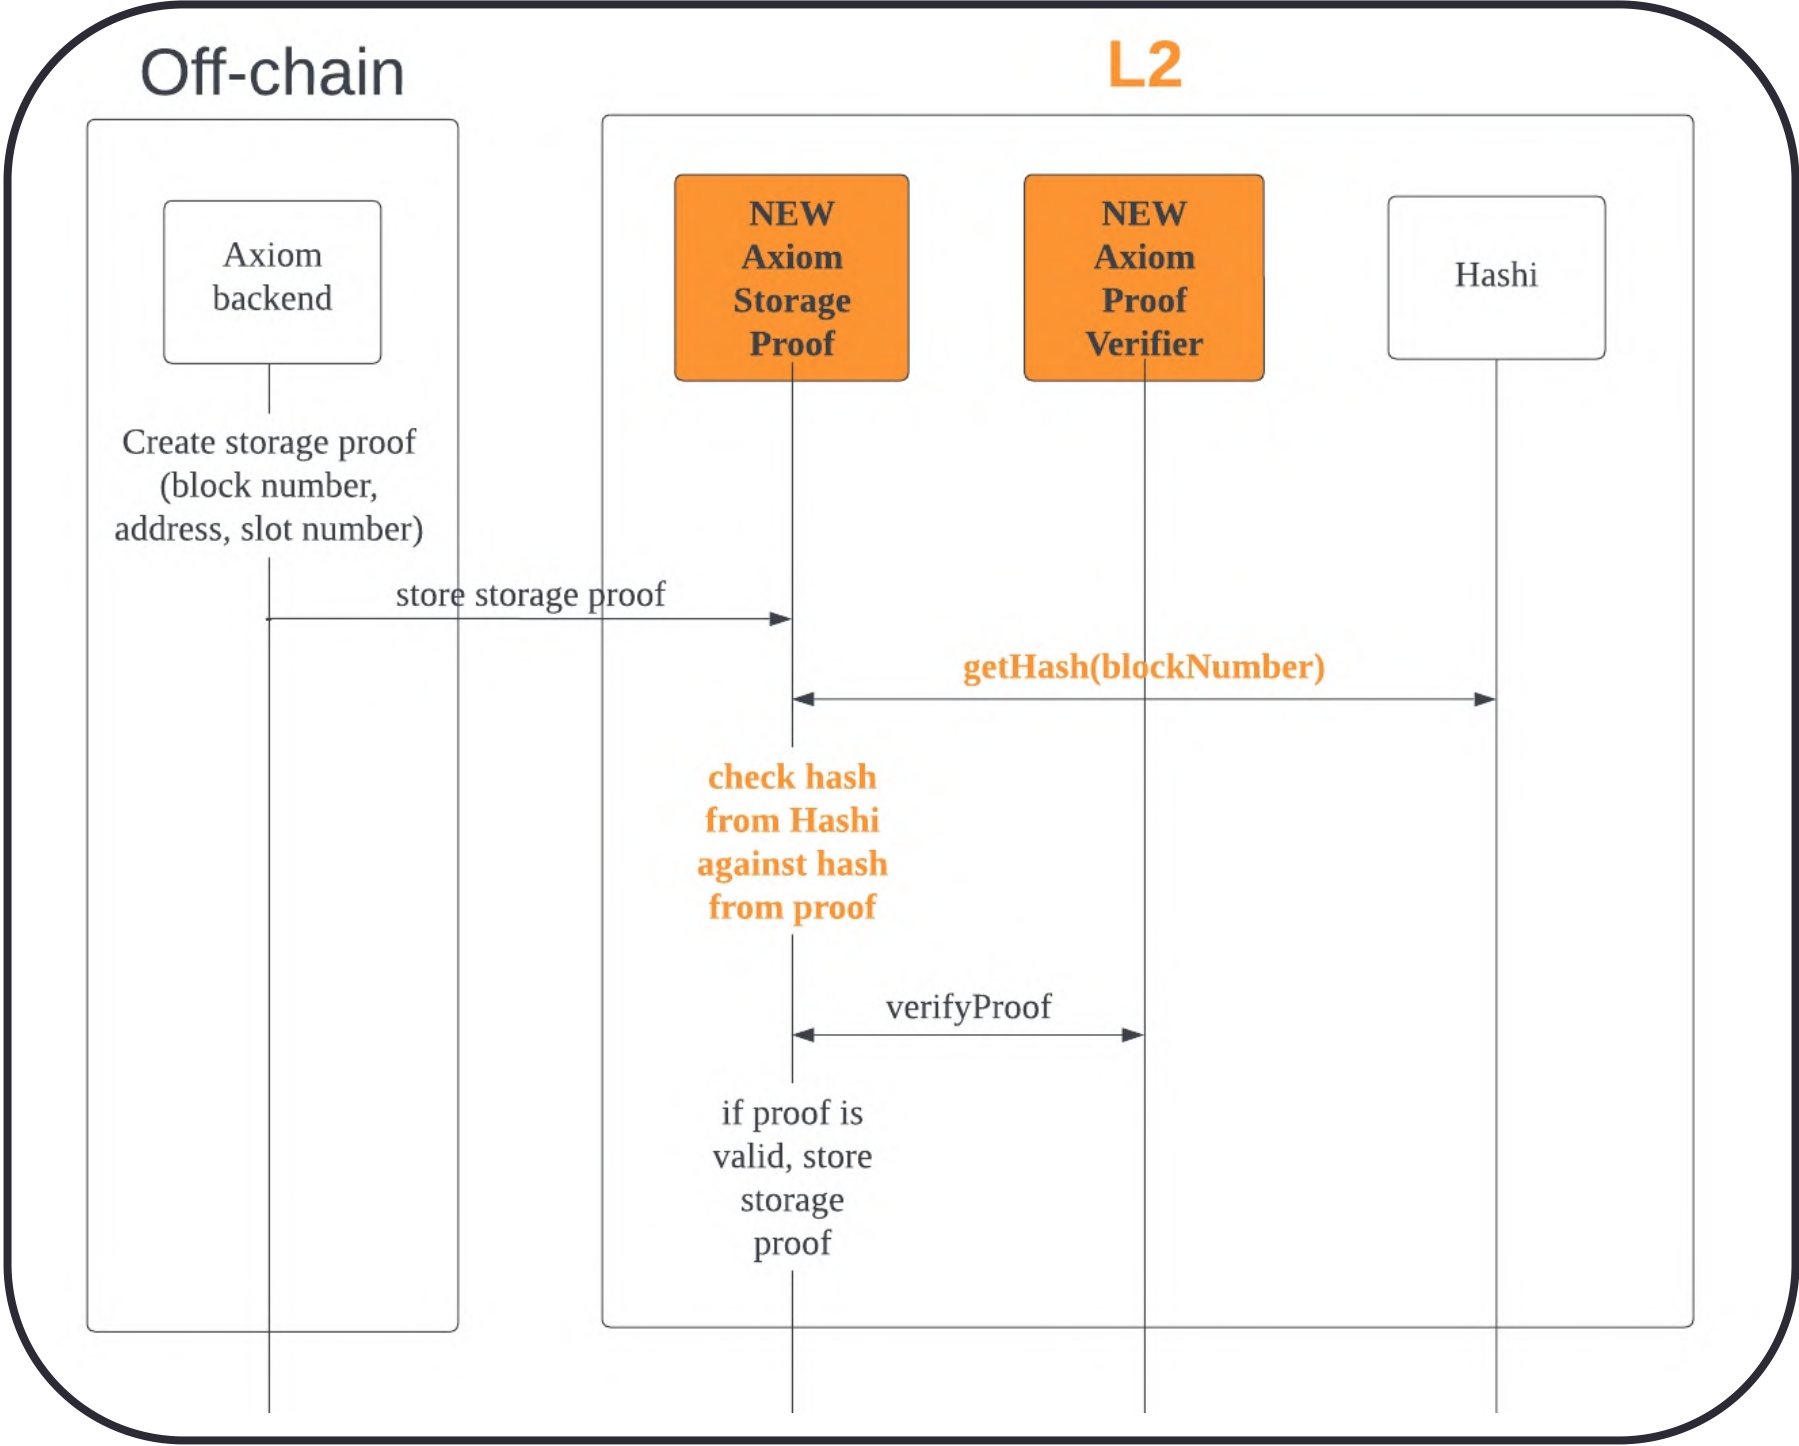 Off-chain
L2
Axiom
backend
NEW
Axiom
Storage
Proof
NEW
Axiom
Proof
Verifier
Hashi
Create storage proof
(block number,
address, slot number)
store storage proof
getHash(blockNumber)
check hash
from Hashi
against hash
from proof
verifyProof
if proof is
valid, store
storage
proof